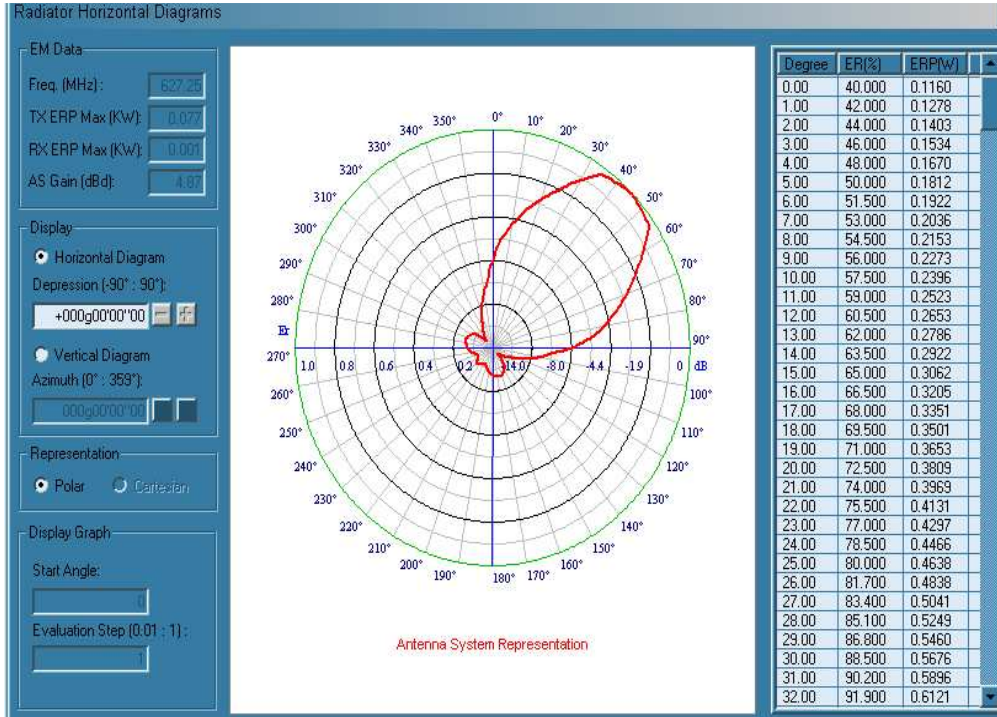 Radiator Horizontal Diagrams
EM Data
Freq. (MHz) : 627.25
TX ERP Max (KW): 0.077
RX ERP Max (KW): 0.001
AS Gain (dBd): 4.87
Display
Horizontal Diagram
Depression (-90° : 90°):
+000g00'00"00
Vertical Diagram
Azimuth (0° : 359°):
000g00'00"00
Representation
Polar Cartesian
Display Graph
Start Angle:
0
Evaluation Step (0.01 : 1) :
1
0°
10°
20°
30°
40°
50°
60°
70°
80°
90°
100°
110°
120°
130°
140°
150°
160°
170°
180°
190°
200°
210°
220°
230°
240°
250°
260°
270°
280°
290°
300°
310°
320°
330°
340°
350°
Er
1.0 0.8 0.6 0.4 0.2 -14.0 -8.0 -4.4 -1.9 0 dB
Antenna System Representation
Degree ER(%) ERP(W)
0.00 40.000 0.1160
1.00 42.000 0.1278
2.00 44.000 0.1403
3.00 46.000 0.1534
4.00 48.000 0.1670
5.00 50.000 0.1812
6.00 51.500 0.1922
7.00 53.000 0.2036
8.00 54.500 0.2153
9.00 56.000 0.2273
10.00 57.500 0.2396
11.00 59.000 0.2523
12.00 60.500 0.2653
13.00 62.000 0.2786
14.00 63.500 0.2922
15.00 65.000 0.3062
16.00 66.500 0.3205
17.00 68.000 0.3351
18.00 69.500 0.3501
19.00 71.000 0.3653
20.00 72.500 0.3809
21.00 74.000 0.3969
22.00 75.500 0.4131
23.00 77.000 0.4297
24.00 78.500 0.4466
25.00 80.000 0.4638
26.00 81.700 0.4838
27.00 83.400 0.5041
28.00 85.100 0.5249
29.00 86.800 0.5460
30.00 88.500 0.5676
31.00 90.200 0.5896
32.00 91.900 0.6121